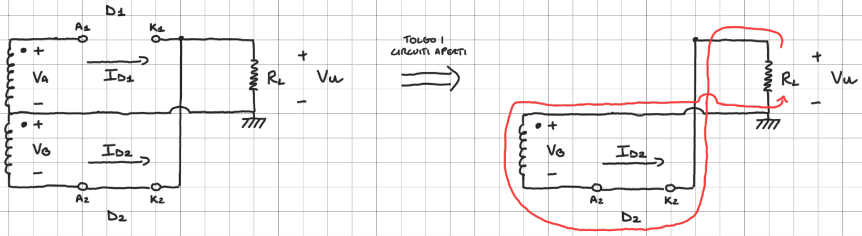 D1
A1 K1
+
VA
-
ID1
RL
+
Vu
-
+
VB
-
ID2
A2 K2
D2
TOLGO I
CIRCUITI APERTI
RL
+
Vu
-
+
VB
-
ID2
A2 K2
D2